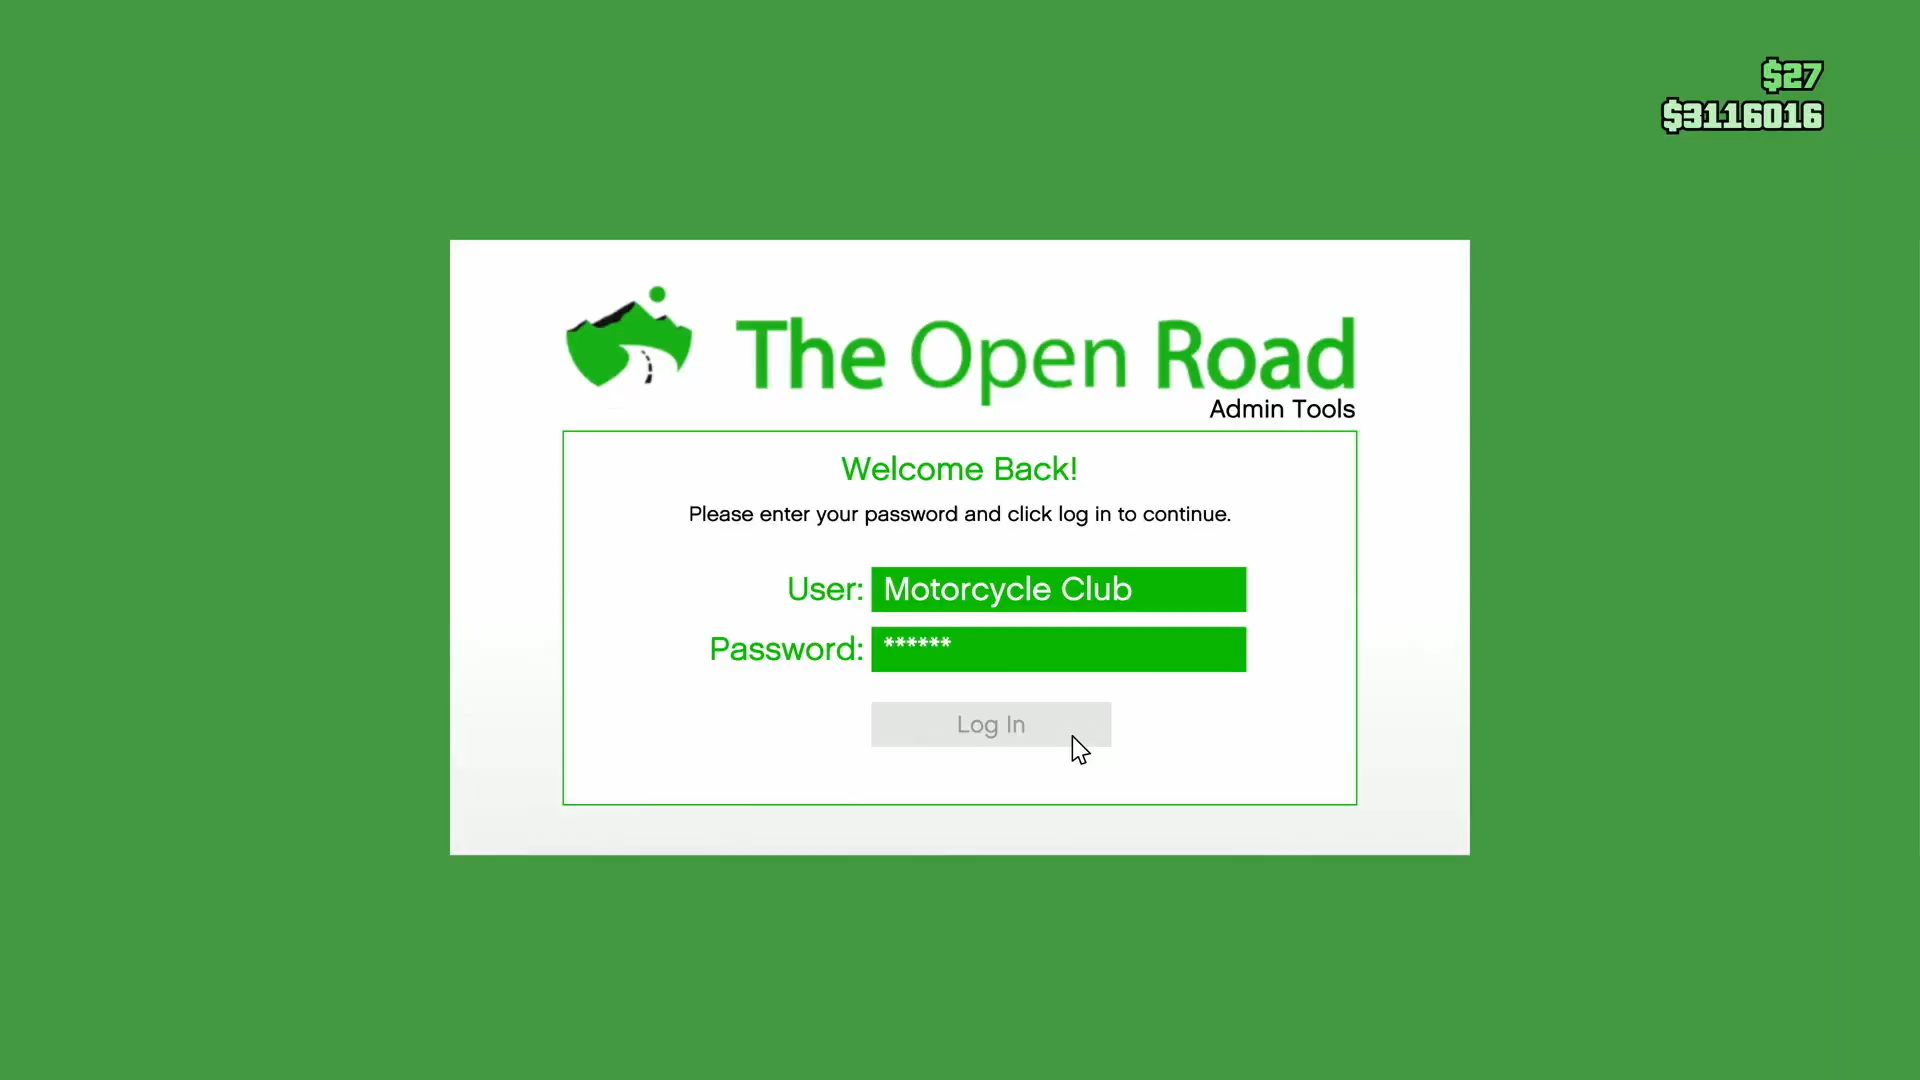 $27
$3116016
The Open Road
Admin Tools
Welcome Back!
Please enter your password and click log in to continue.
User: Motorcycle Club
Password: ******
Log In